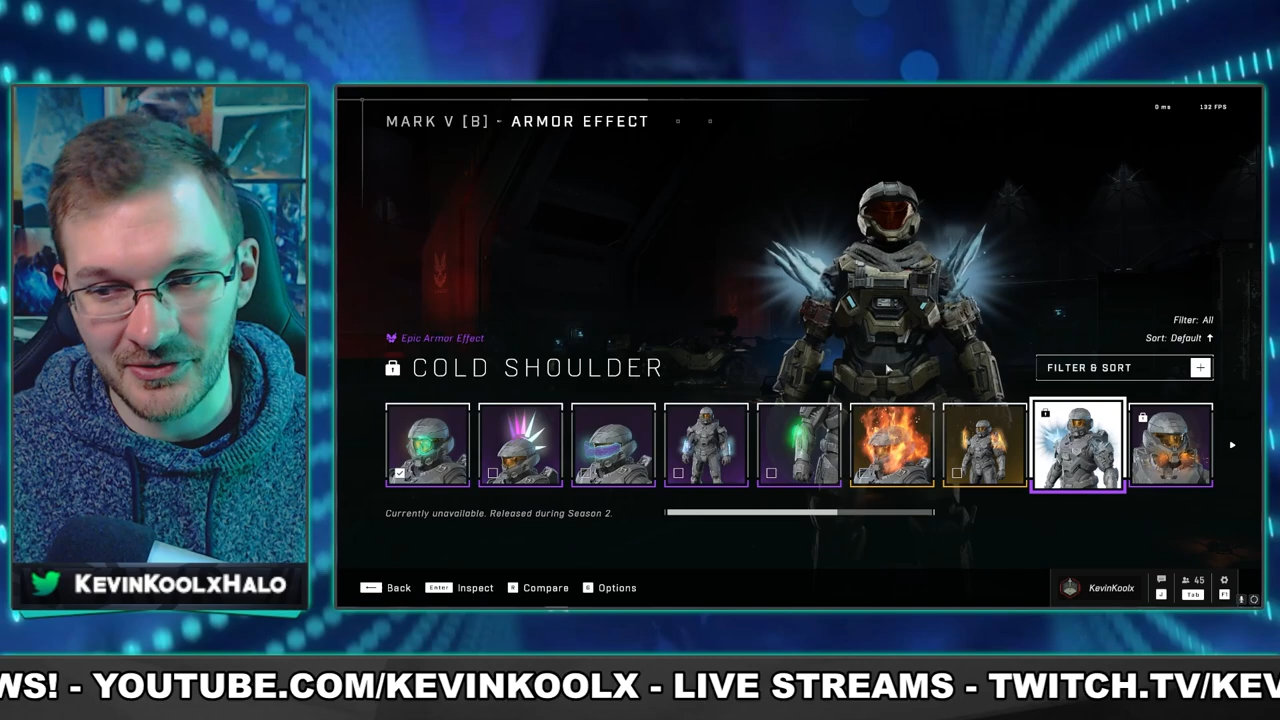 0 ms 132 FPS
MARK V [B] - ARMOR EFFECT
Filter: All
Sort: Default
Epic Armor Effect
COLD SHOULDER
FILTER & SORT
Currently unavailable. Released during Season 2.
Back Enter Inspect R Compare Options
KevinKoolx 45
J Tab F1
KEVINKOOLXHALO
WS! - YOUTUBE.COM/KEVINKOOLX - LIVE STREAMS - TWITCH.TV/KEV